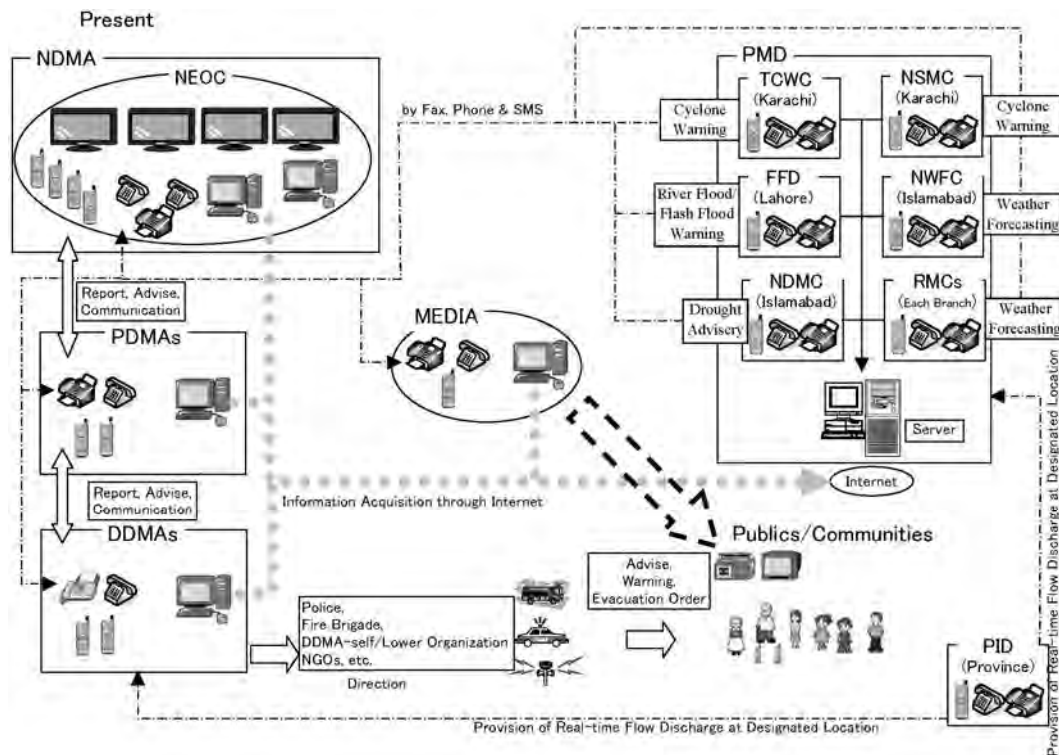 Present
NDMA
NEOC
by Fax, Phone & SMS
PMD
TCWC
(Karachi)
NSMC
(Karachi)
Cyclone
Warning
Cyclone
Warning
FFD
(Lahore)
NWFC
(Islamabad)
River Flood/
Flash Flood
Warning
Weather
Forecasting
NDMC
(Islamabad)
RMCs
(Each Branch)
Drought
Advisery
Weather
Forecasting
Server
Internet
Report, Advise,
Communication
PDMAs
MEDIA
Report, Advise,
Communication
Information Acquisition through Internet
DDMAs
Publics/Communities
Advise,
Warning,
Evacuation Order
Police,
Fire Brigade,
DDMA-self/Lower Organization
NGOs, etc.
Direction
PID
(Province)
Provision of Real-time Flow Discharge at Designated Location
Provision of Real-time Flow Discharge at Designated Location